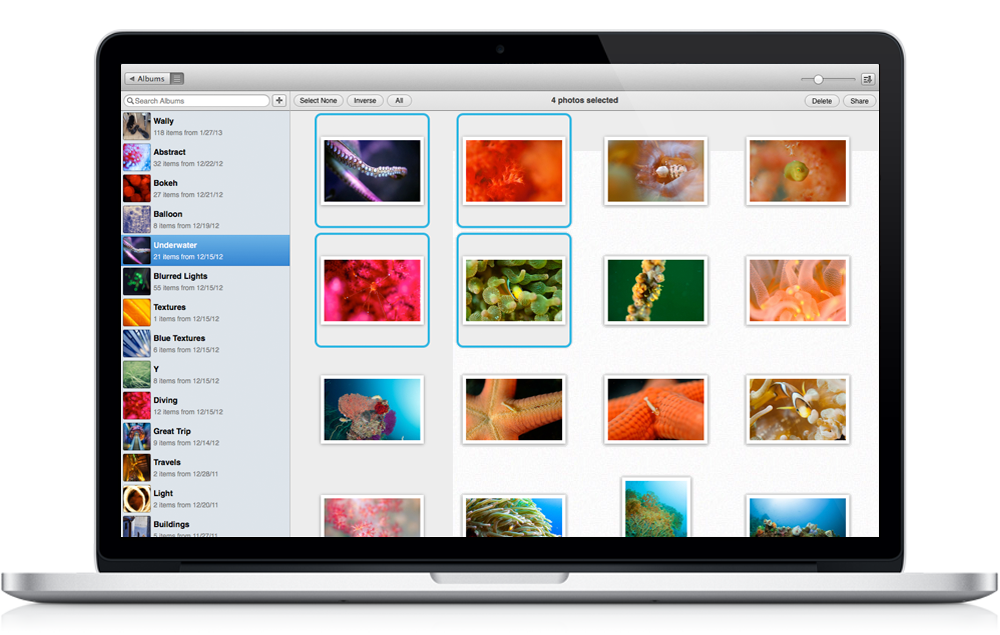 Albums
Search Albums
Select None
Inverse
All
4 photos selected
Delete
Share
Wally
118 items from 1/27/13
Abstract
32 items from 12/22/12
Bokeh
27 items from 12/21/12
Balloon
8 items from 12/19/12
Underwater
21 items from 12/15/12
Blurred Lights
55 items from 12/15/12
Textures
1 items from 12/15/12
Blue Textures
6 items from 12/15/12
Y
8 items from 12/15/12
Diving
12 items from 12/15/12
Great Trip
9 items from 12/14/12
Travels
2 items from 12/28/11
Light
2 items from 12/20/11
Buildings
5 items from 11/27/11